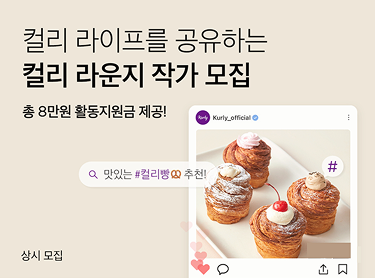 컬리 라이프를 공유하는
컬리 라운지 작가 모집
총 8만원 활동지원금 제공!
Kurly
Kurly_official
#
맛있는 #컬리빵🥨 추천!
상시 모집